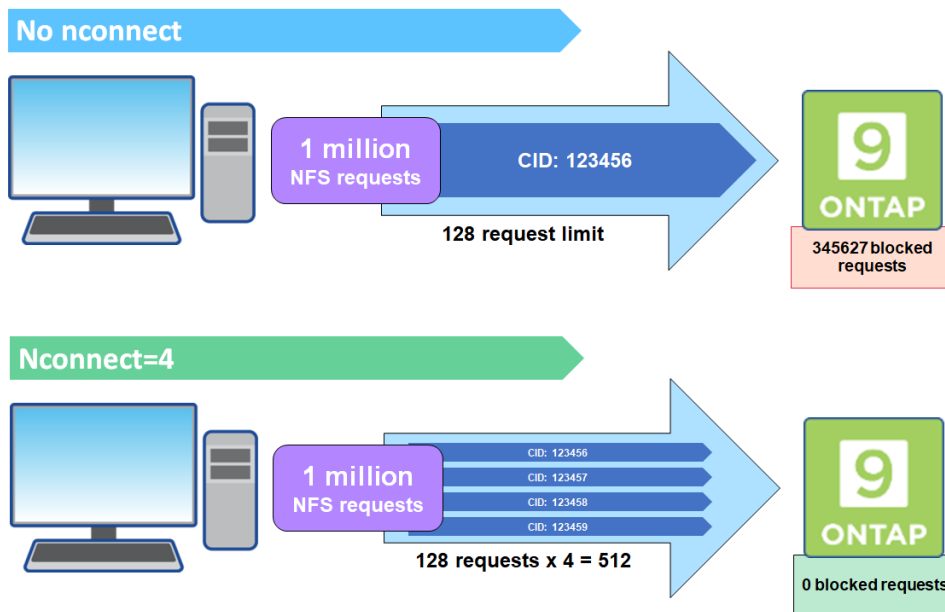 No nconnect
1 million
NFS requests
CID: 123456
128 request limit
9
ONTAP
345627 blocked
requests
Nconnect=4
1 million
NFS requests
CID: 123456
CID: 123457
CID: 123458
CID: 123459
128 requests x 4 = 512
9
ONTAP
0 blocked requests